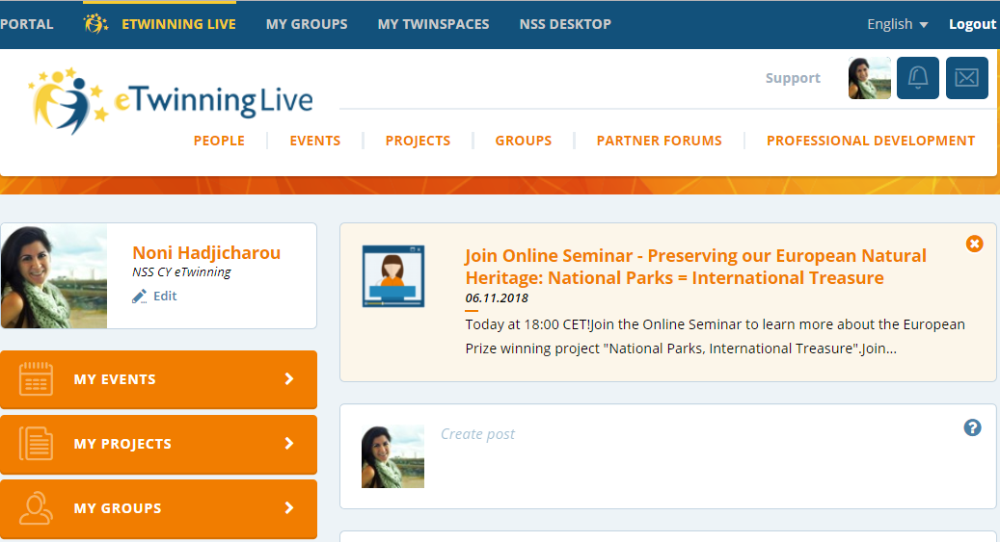 PORTAL
ETWINNING LIVE
MY GROUPS
MY TWINSPACES
NSS DESKTOP
English
Logout
eTwinning Live
Support
PEOPLE
EVENTS
PROJECTS
GROUPS
PARTNER FORUMS
PROFESSIONAL DEVELOPMENT
Noni Hadjicharou
NSS CY eTwinning
Edit
MY EVENTS
MY PROJECTS
MY GROUPS
Join Online Seminar - Preserving our European Natural
Heritage: National Parks = International Treasure
06.11.2018
Today at 18:00 CET!Join the Online Seminar to learn more about the European
Prize winning project "National Parks, International Treasure".Join...
Create post
?